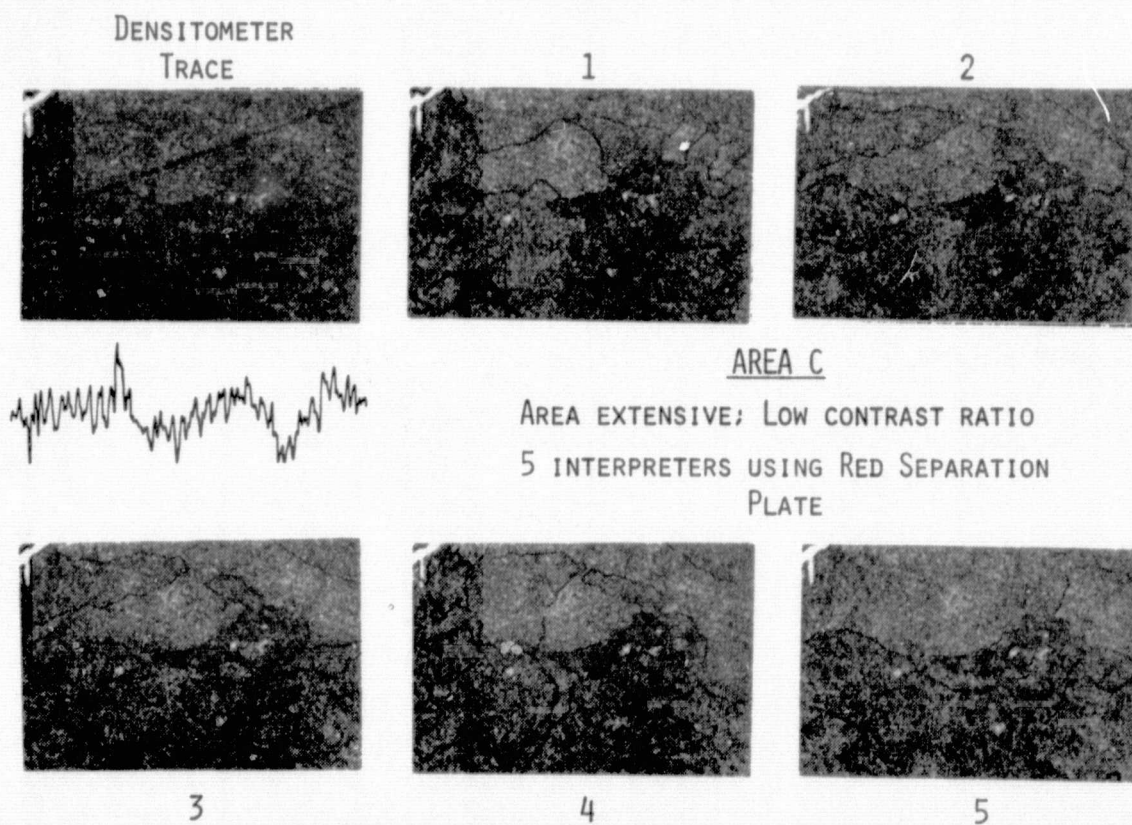 DENSITOMETER
TRACE
1
2
AREA C
AREA EXTENSIVE; LOW CONTRAST RATIO
5 INTERPRETERS USING RED SEPARATION
PLATE
3
4
5